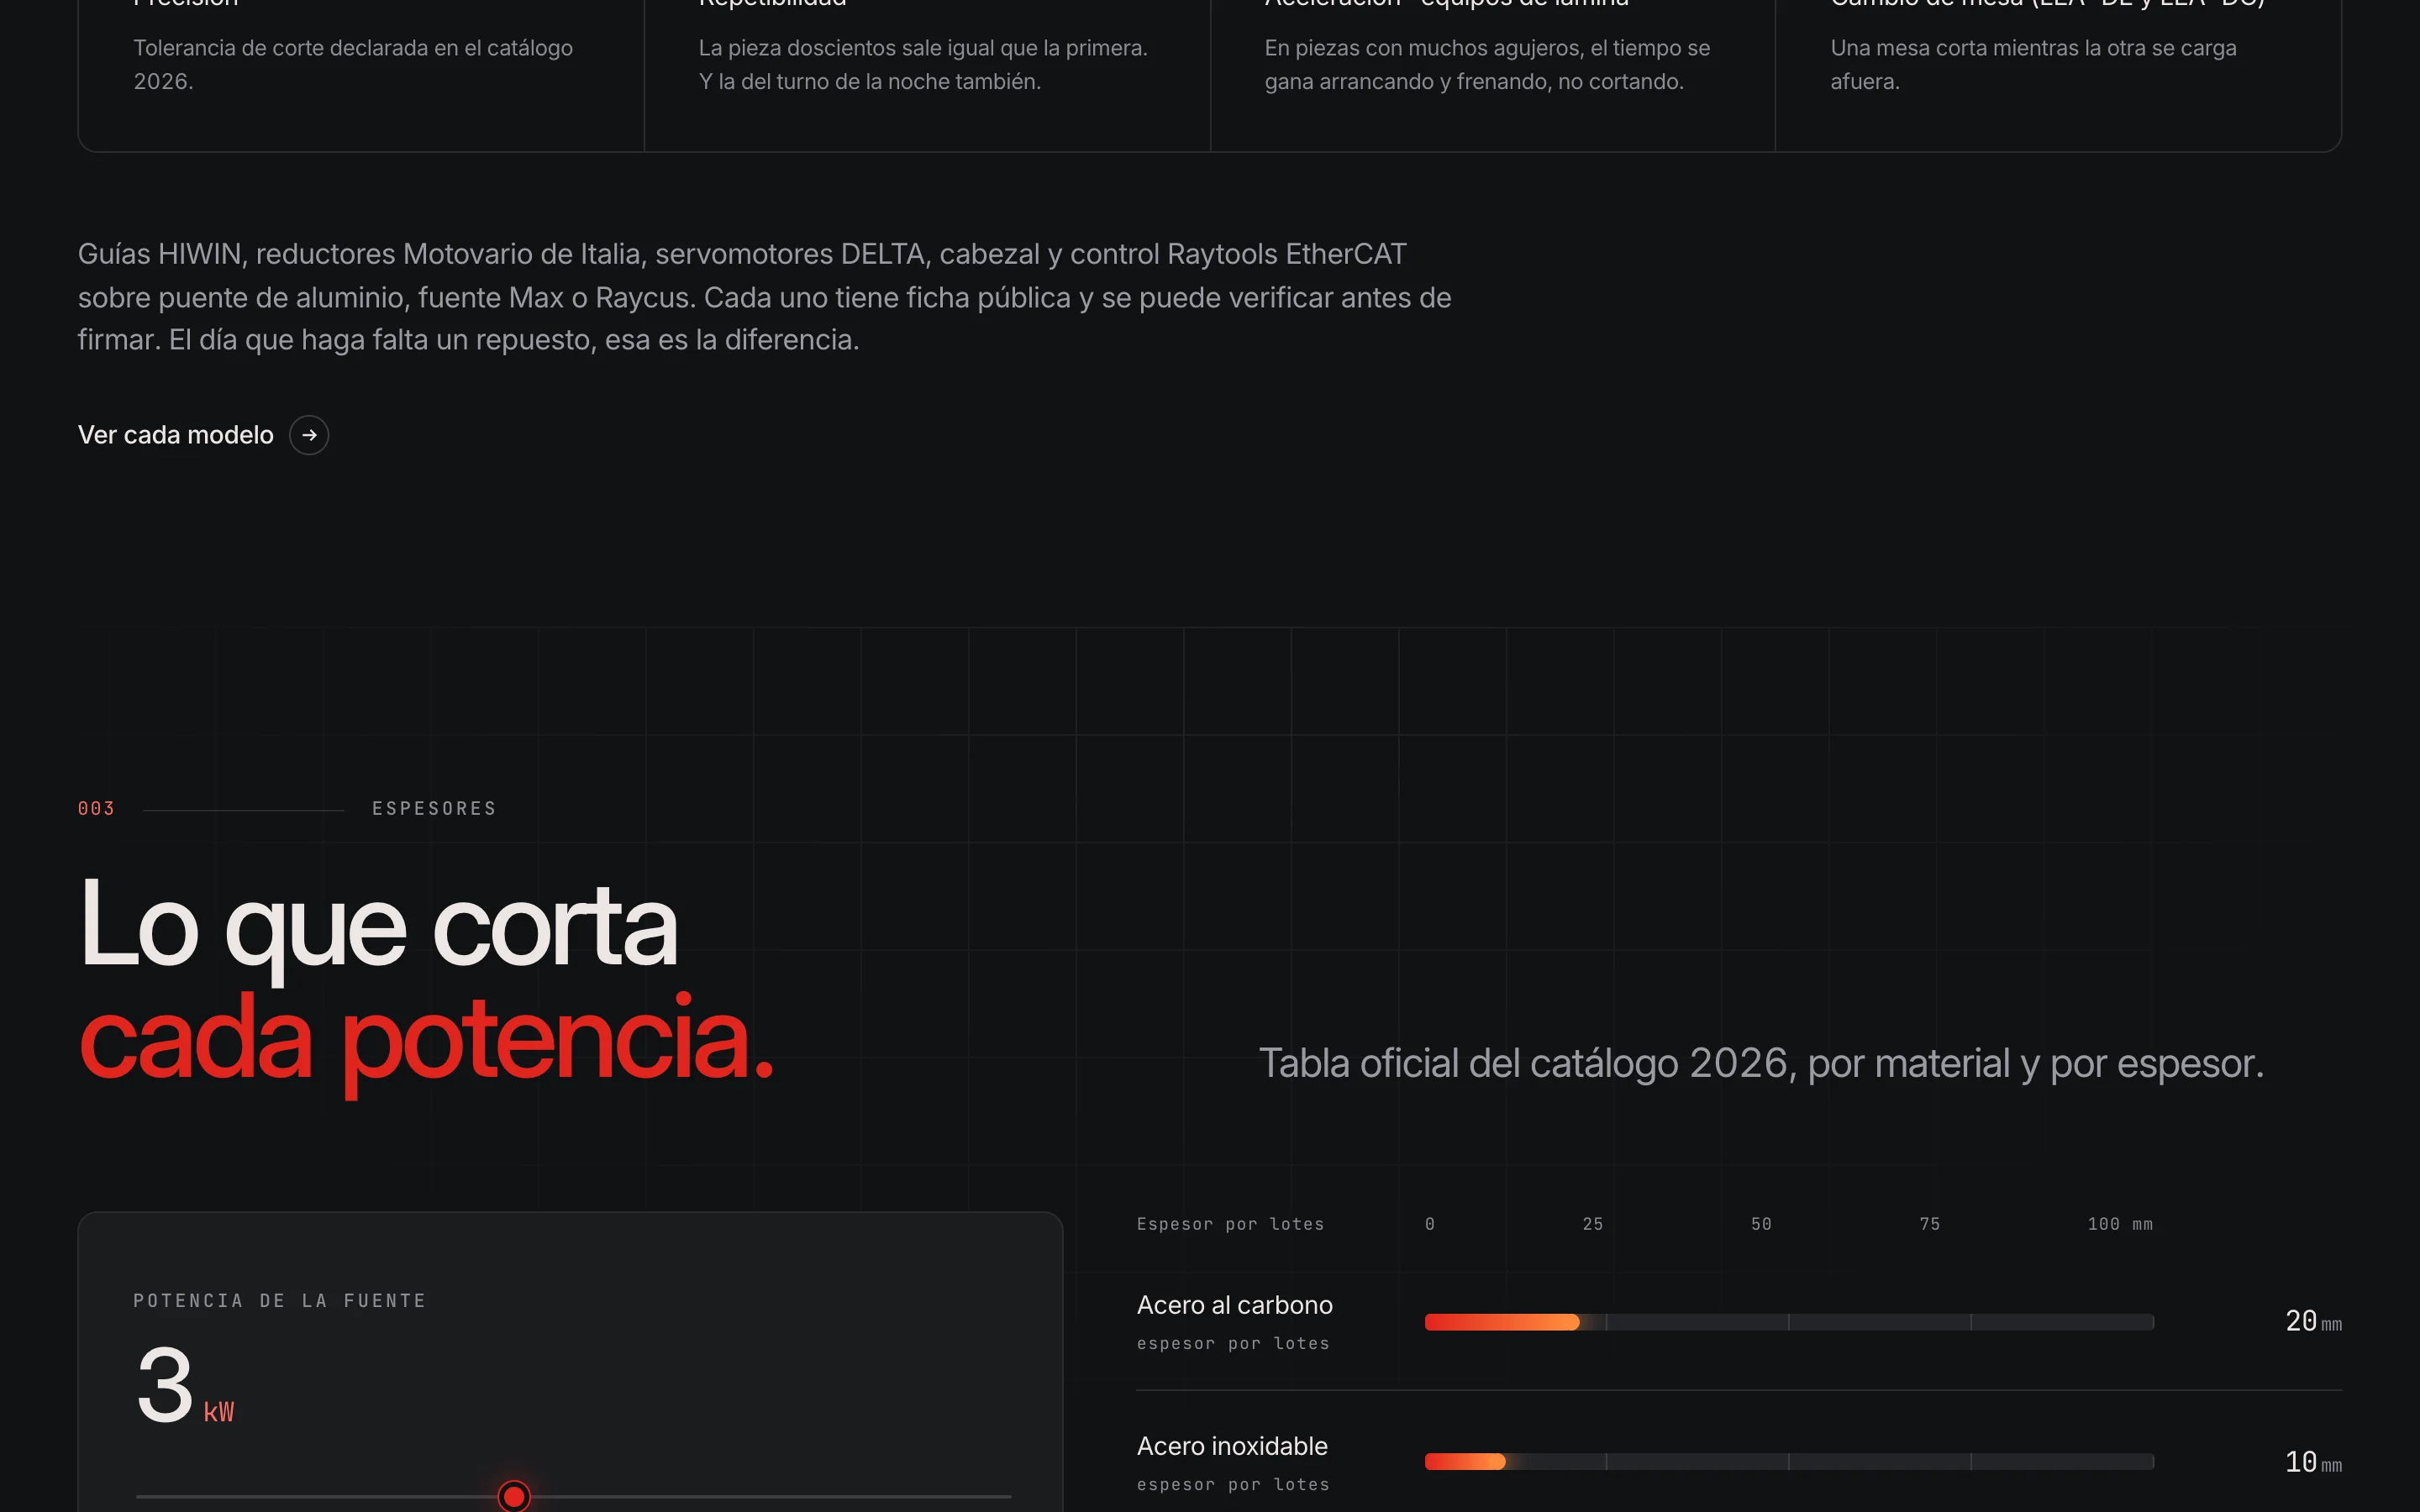 Precisión
Repetibilidad
Tolerancia de corte declarada en el catálogo
2026.
La pieza doscientos sale igual que la primera.
Y la del turno de la noche también.
En piezas con muchos agujeros, el tiempo se
gana arrancando y frenando, no cortando.
Una mesa corta mientras la otra se carga
afuera.
Guías HIWIN, reductores Motovario de Italia, servomotores DELTA, cabezal y control Raytools EtherCAT
sobre puente de aluminio, fuente Max o Raycus. Cada uno tiene ficha pública y se puede verificar antes de
firmar. El día que haga falta un repuesto, esa es la diferencia.
Ver cada modelo →
003
ESPESORES
Lo que corta
cada potencia.
Tabla oficial del catálogo 2026, por material y por espesor.
POTENCIA DE LA FUENTE
3 kW
Espesor por lotes 0 25 50 75 100 mm
Acero al carbono
espesor por lotes
20 mm
Acero inoxidable
espesor por lotes
10 mm